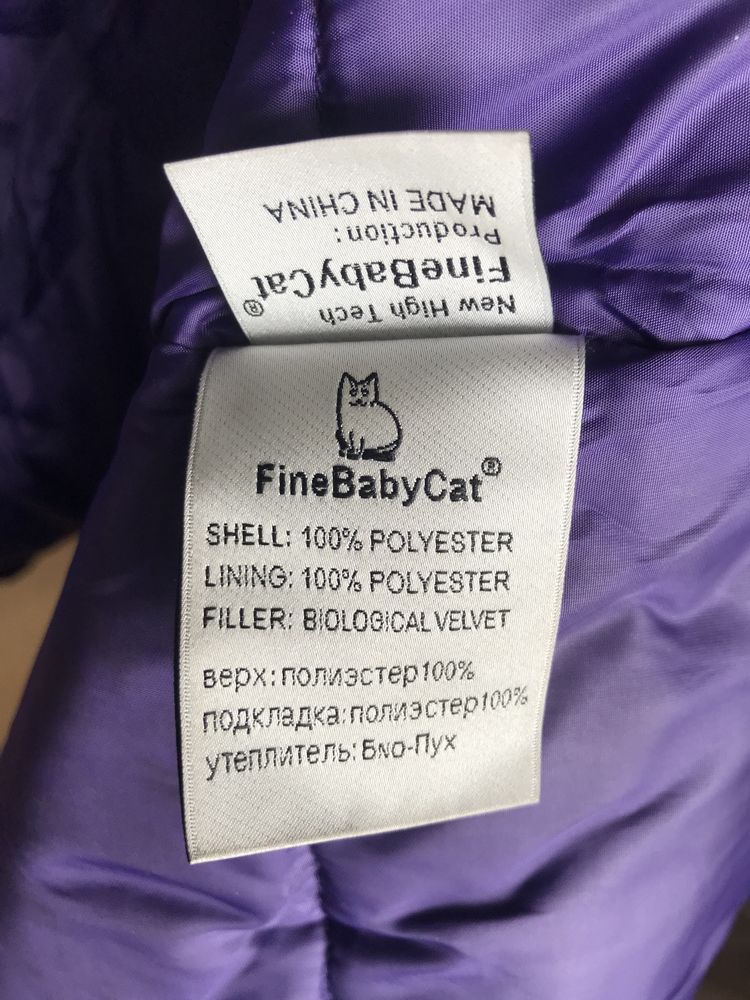 New High Tech
FineBabyCat®
Production:
MADE IN CHINA
FineBabyCat®
SHELL: 100% POLYESTER
LINING: 100% POLYESTER
FILLER: BIOLOGICAL VELVET
верх: полиэстер100%
подкладка: полиэстер100%
утеплитель: Био-Пух